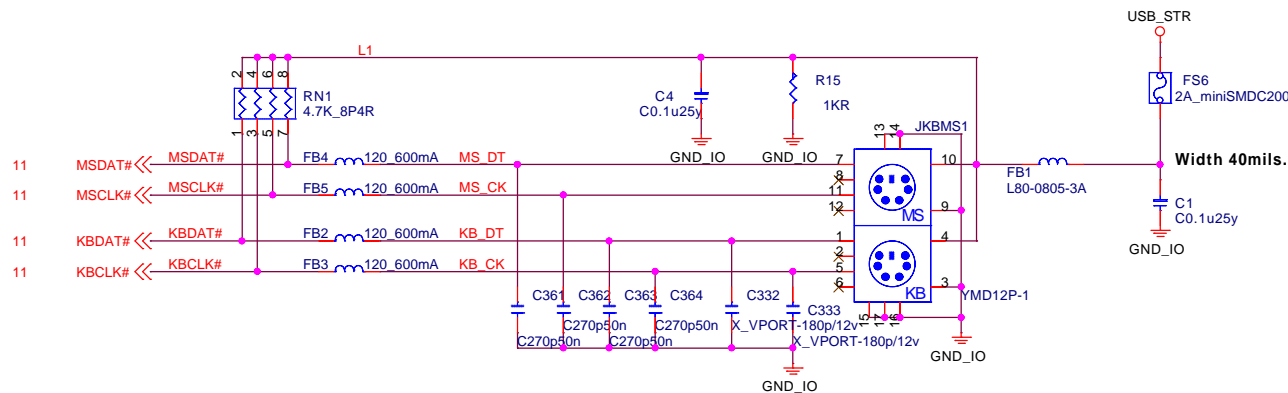 USB_STR
L1
2 4 6 8
RN1
4.7K_8P4R
1 3 5 7
C4
C0.1u25y
R15
1KR
FS6
2A_miniSMDC200
GND_IO
GND_IO
13 14
JKBMS1
11 MSDAT# MSDAT# FB4 120_600mA MS_DT 7 10
Width 40mils.
8
FB1
L80-0805-3A
11 MSCLK# MSCLK# FB5 120_600mA MS_CK 11
12 MS 9
C1
C0.1u25y
11 KBDAT# KBDAT# FB2 120_600mA KB_DT 1 4
GND_IO
2
11 KBCLK# KBCLK# FB3 120_600mA KB_CK 5
6 KB 3
YMD12P-1
C361 C362 C363 C364 C332 C333
15 17 16
C270p50n C270p50n X_VPORT-180p/12v
C270p50n C270p50n X_VPORT-180p/12v
GND_IO
GND_IO